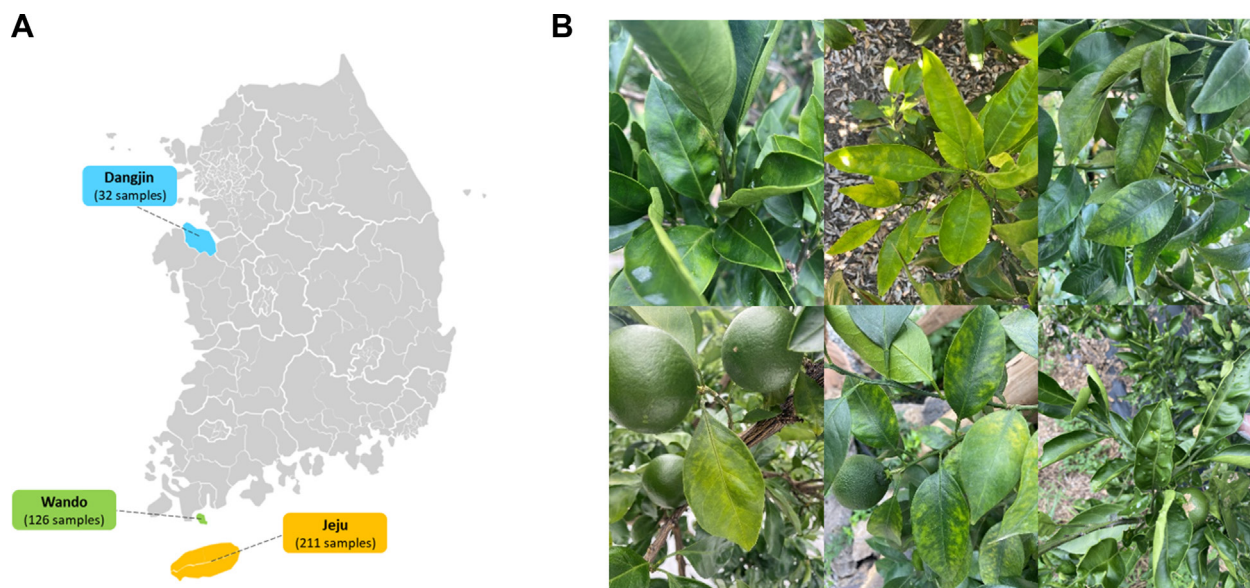 A
B
Dangjin
(32 samples)
Wando
(126 samples)
Jeju
(211 samples)